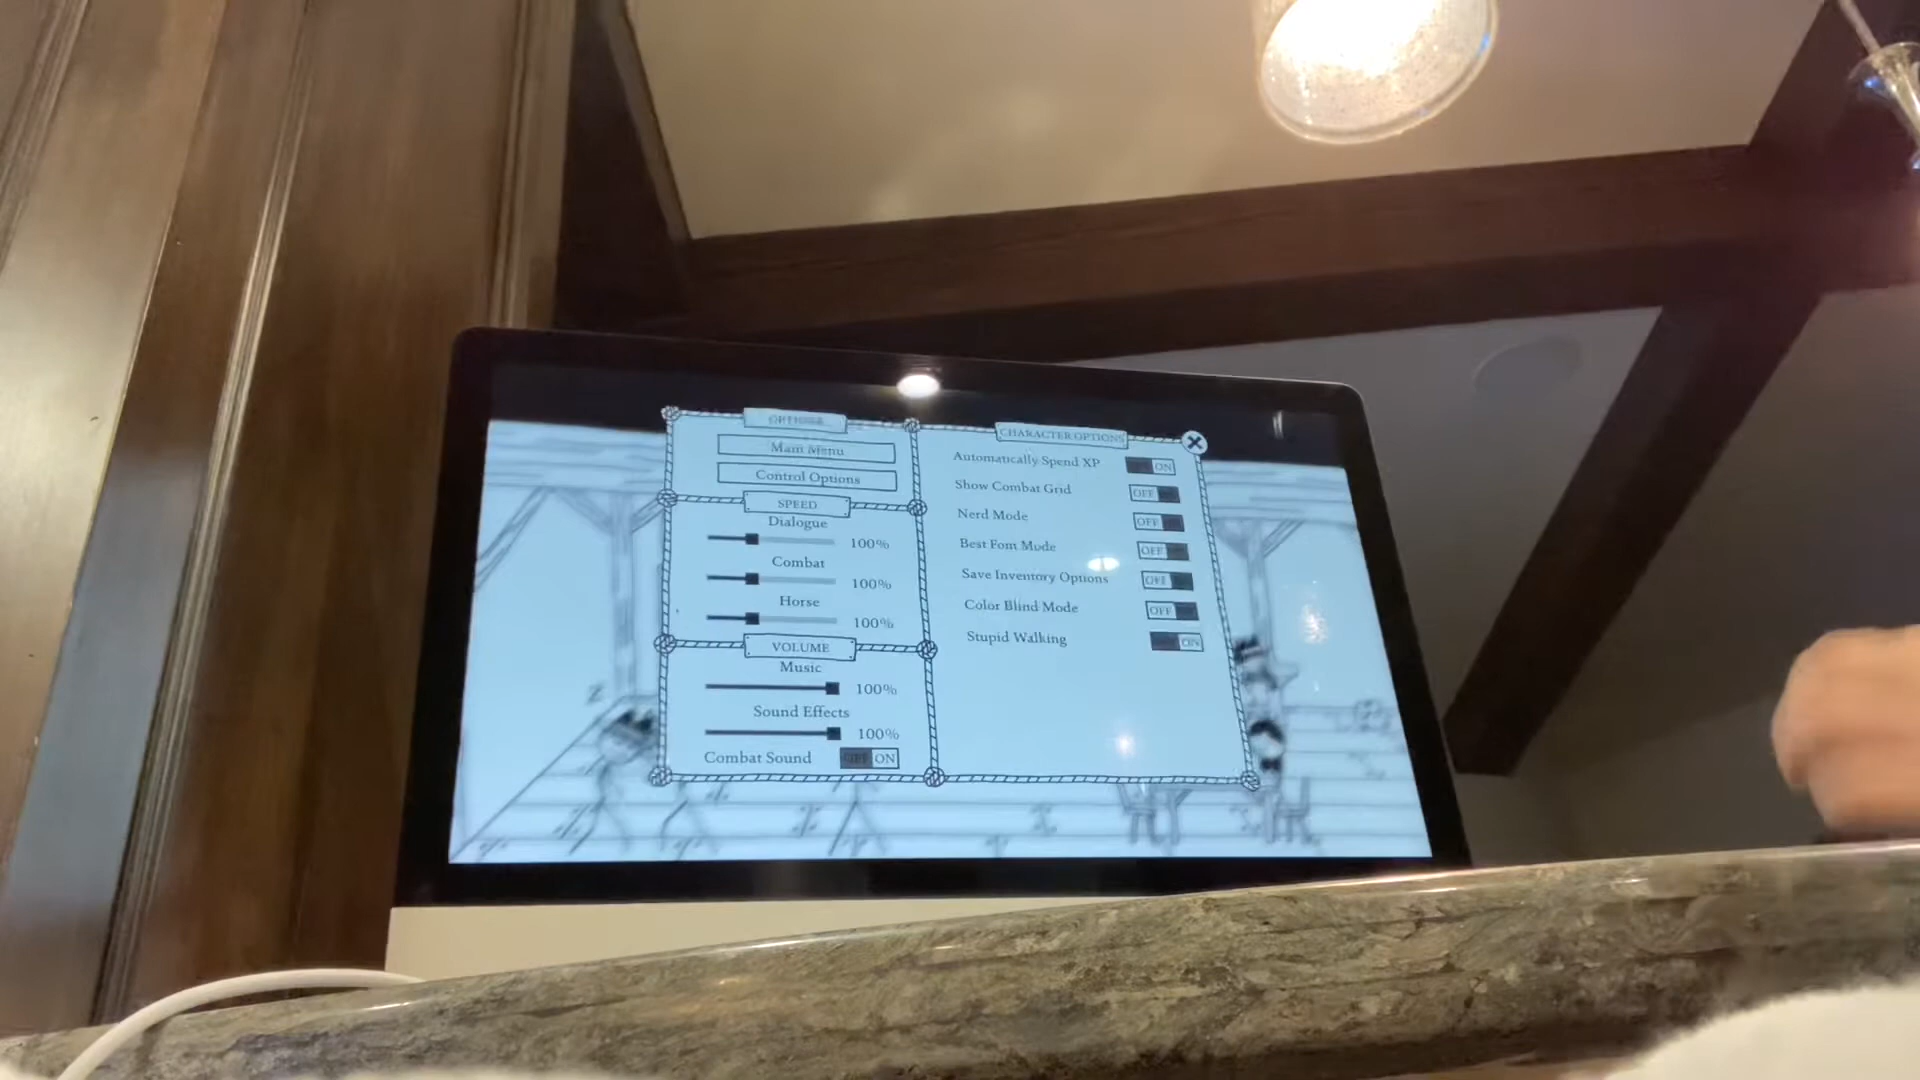 OPTIONS
Main Menu
Control Options
SPEED
Dialogue
100%
Combat
100%
Horse
100%
VOLUME
Music
100%
Sound Effects
100%
Combat Sound OFF ON
CHARACTER OPTIONS
Automatically Spend XP ON
Show Combat Grid OFF
Nerd Mode OFF
Best Font Mode OFF
Save Inventory Options OFF
Color Blind Mode OFF
Stupid Walking ON